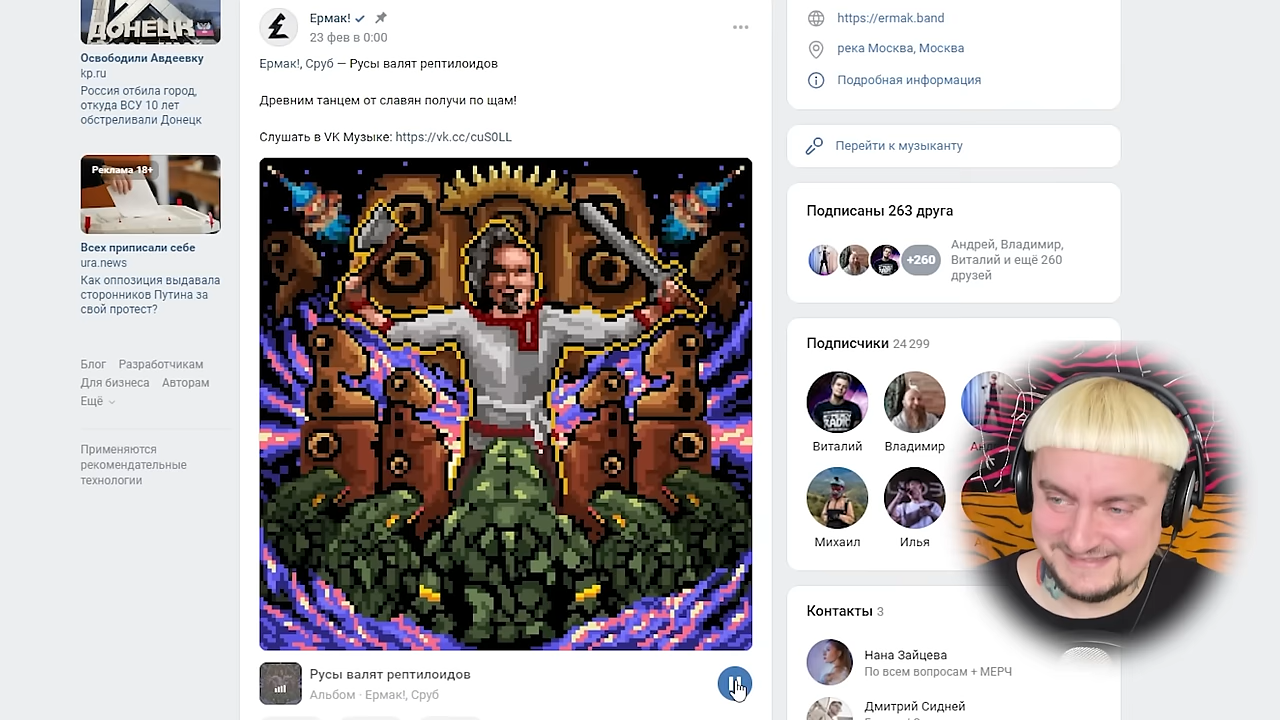 ДОНЕЦК
Освободили Авдеевку
kp.ru
Россия отбила город,
откуда ВСУ 10 лет
обстреливали Донецк
Реклама 18+
Всех приписали себе
ura.news
Как оппозиция выдавала
сторонников Путина за
свой протест?
Блог Разработчикам
Для бизнеса Авторам
Ещё
Применяются
рекомендательные
технологии
Ермак!
23 фев в 0:00
Ермак!, Сруб — Русы валят рептилоидов
Древним танцем от славян получи по щам!
Слушать в VK Музыке: https://vk.cc/cuS0LL
Русы валят рептилоидов
Альбом · Ермак!, Сруб
https://ermak.band
река Москва, Москва
Подробная информация
Перейти к музыканту
Подписаны 263 друга
+260
Андрей, Владимир,
Виталий и ещё 260
друзей
Подписчики 24 299
Виталий Владимир
Михаил Илья
Контакты 3
Нана Зайцева
По всем вопросам + МЕРЧ
Дмитрий Сидней